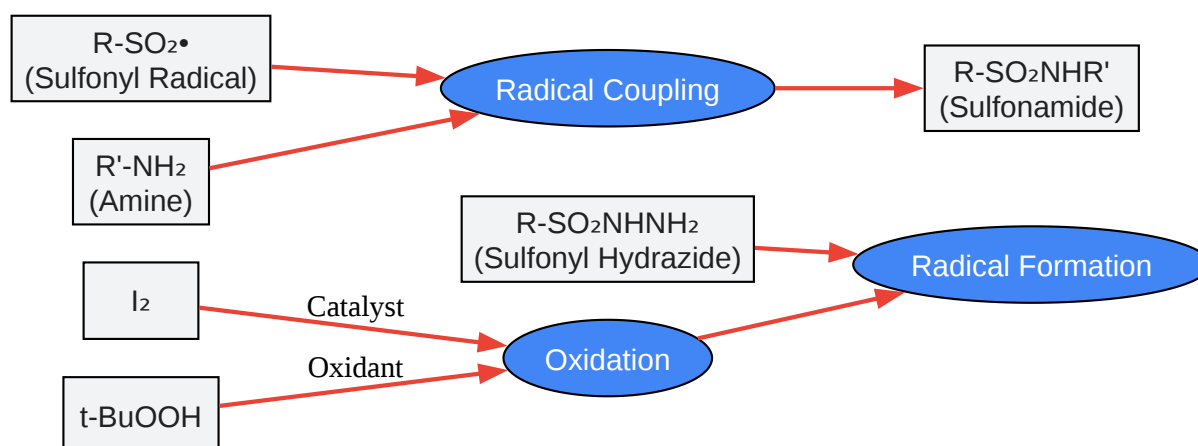 R-SO₂•
(Sulfonyl Radical)
Radical Coupling
R-SO₂NHR'
(Sulfonamide)
R'-NH₂
(Amine)
R-SO₂NHNH₂
(Sulfonyl Hydrazide)
Radical Formation
I₂
Catalyst
Oxidation
Oxidant
t-BuOOH